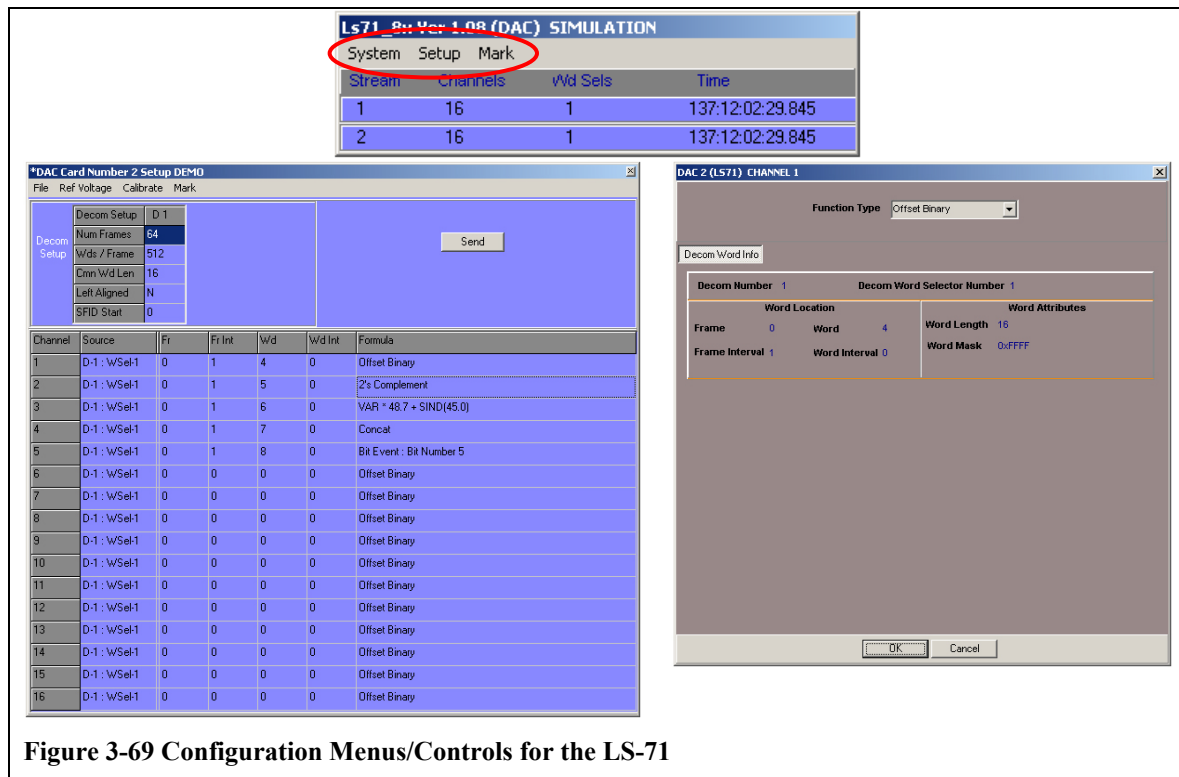 Ls71_8x Ver 1.08 (DAC) SIMULATION
System Setup Mark
Stream Channels Wd Sels Time
1 16 1 137:12:02:29.845
2 16 1 137:12:02:29.845
*DAC Card Number 2 Setup DEMO
File Ref Voltage Calibrate Mark
Decom Setup
Decom Setup D 1
Num Frames 64
Wds / Frame 512
Cmn Wd Len 16
Left Aligned N
SFID Start 0
Send
Channel Source Fr Fr Int Wd Wd Int Formula
1 D-1 : WSel-1 0 1 4 0 Offset Binary
2 D-1 : WSel-1 0 1 5 0 2's Complement
3 D-1 : WSel-1 0 1 6 0 VAR * 48.7 + SIND(45.0)
4 D-1 : WSel-1 0 1 7 0 Concat
5 D-1 : WSel-1 0 1 8 0 Bit Event : Bit Number 5
6 D-1 : WSel-1 0 0 0 0 Offset Binary
7 D-1 : WSel-1 0 0 0 0 Offset Binary
8 D-1 : WSel-1 0 0 0 0 Offset Binary
9 D-1 : WSel-1 0 0 0 0 Offset Binary
10 D-1 : WSel-1 0 0 0 0 Offset Binary
11 D-1 : WSel-1 0 0 0 0 Offset Binary
12 D-1 : WSel-1 0 0 0 0 Offset Binary
13 D-1 : WSel-1 0 0 0 0 Offset Binary
14 D-1 : WSel-1 0 0 0 0 Offset Binary
15 D-1 : WSel-1 0 0 0 0 Offset Binary
16 D-1 : WSel-1 0 0 0 0 Offset Binary
DAC 2 (LS71) CHANNEL 1
Function Type Offset Binary
Decom Word Info
Decom Number 1 Decom Word Selector Number 1
Word Location Word Attributes
Frame 0 Word 4 Word Length 16
Frame Interval 1 Word Interval 0 Word Mask 0xFFFF
OK Cancel
Figure 3-69 Configuration Menus/Controls for the LS-71